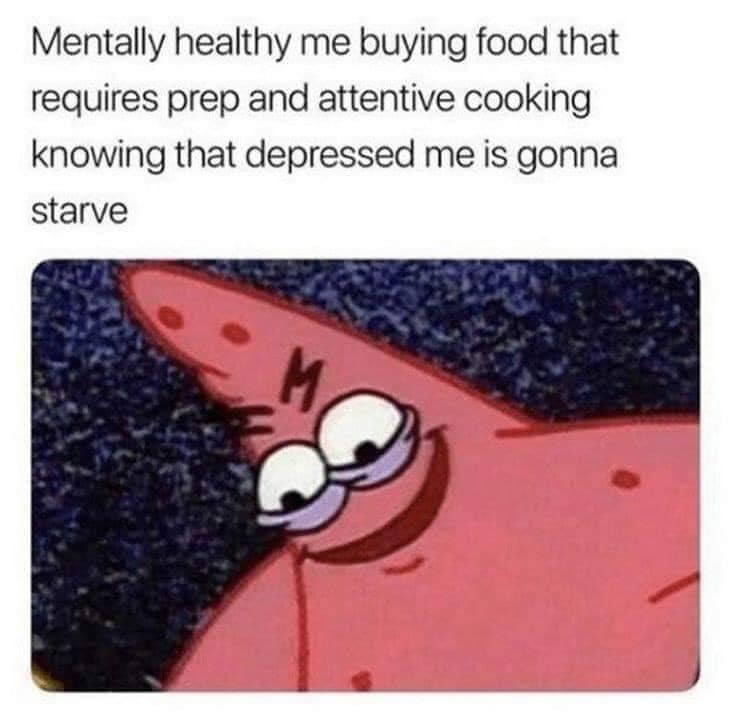 Mentally healthy me buying food that
requires prep and attentive cooking
knowing that depressed me is gonna
starve